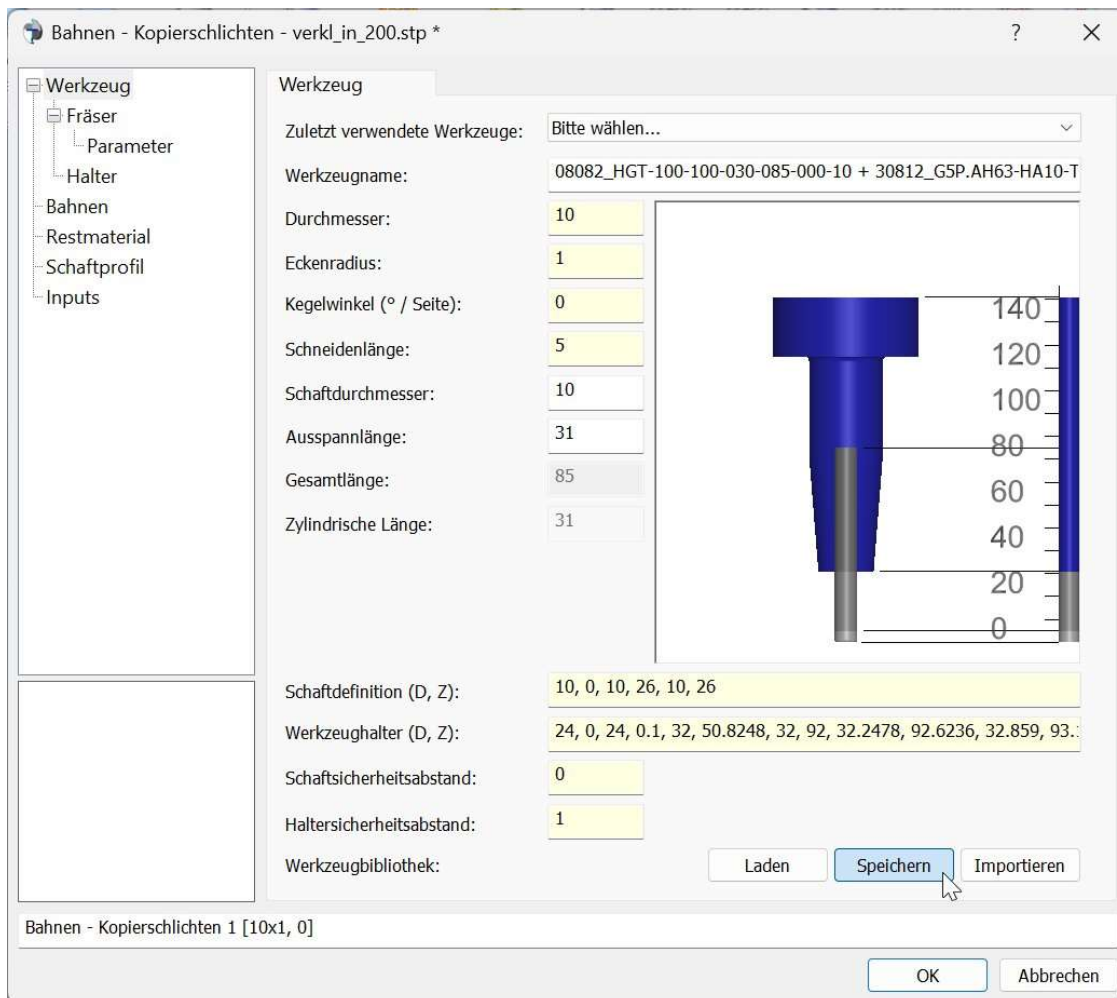 Bahnen - Kopierschlichten - verkl_in_200.stp *
?
Werkzeug
Fräser
Parameter
Halter
Bahnen
Restmaterial
Schaftprofil
Inputs
Werkzeug
Zuletzt verwendete Werkzeuge: Bitte wählen...
Werkzeugname: 08082_HGT-100-100-030-085-000-10 + 30812_G5P.AH63-HA10-T
Durchmesser: 10
Eckenradius: 1
Kegelwinkel (° / Seite): 0
Schneidenlänge: 5
Schaftdurchmesser: 10
Ausspannlänge: 31
Gesamtlänge: 85
Zylindrische Länge: 31
140
120
100
80
60
40
20
0
Schaftdefinition (D, Z): 10, 0, 10, 26, 10, 26
Werkzeughalter (D, Z): 24, 0, 24, 0.1, 32, 50.8248, 32, 92, 32.2478, 92.6236, 32.859, 93.
Schaftsicherheitsabstand: 0
Haltersicherheitsabstand: 1
Werkzeugbibliothek: Laden Speichern Importieren
Bahnen - Kopierschlichten 1 [10x1, 0]
OK Abbrechen